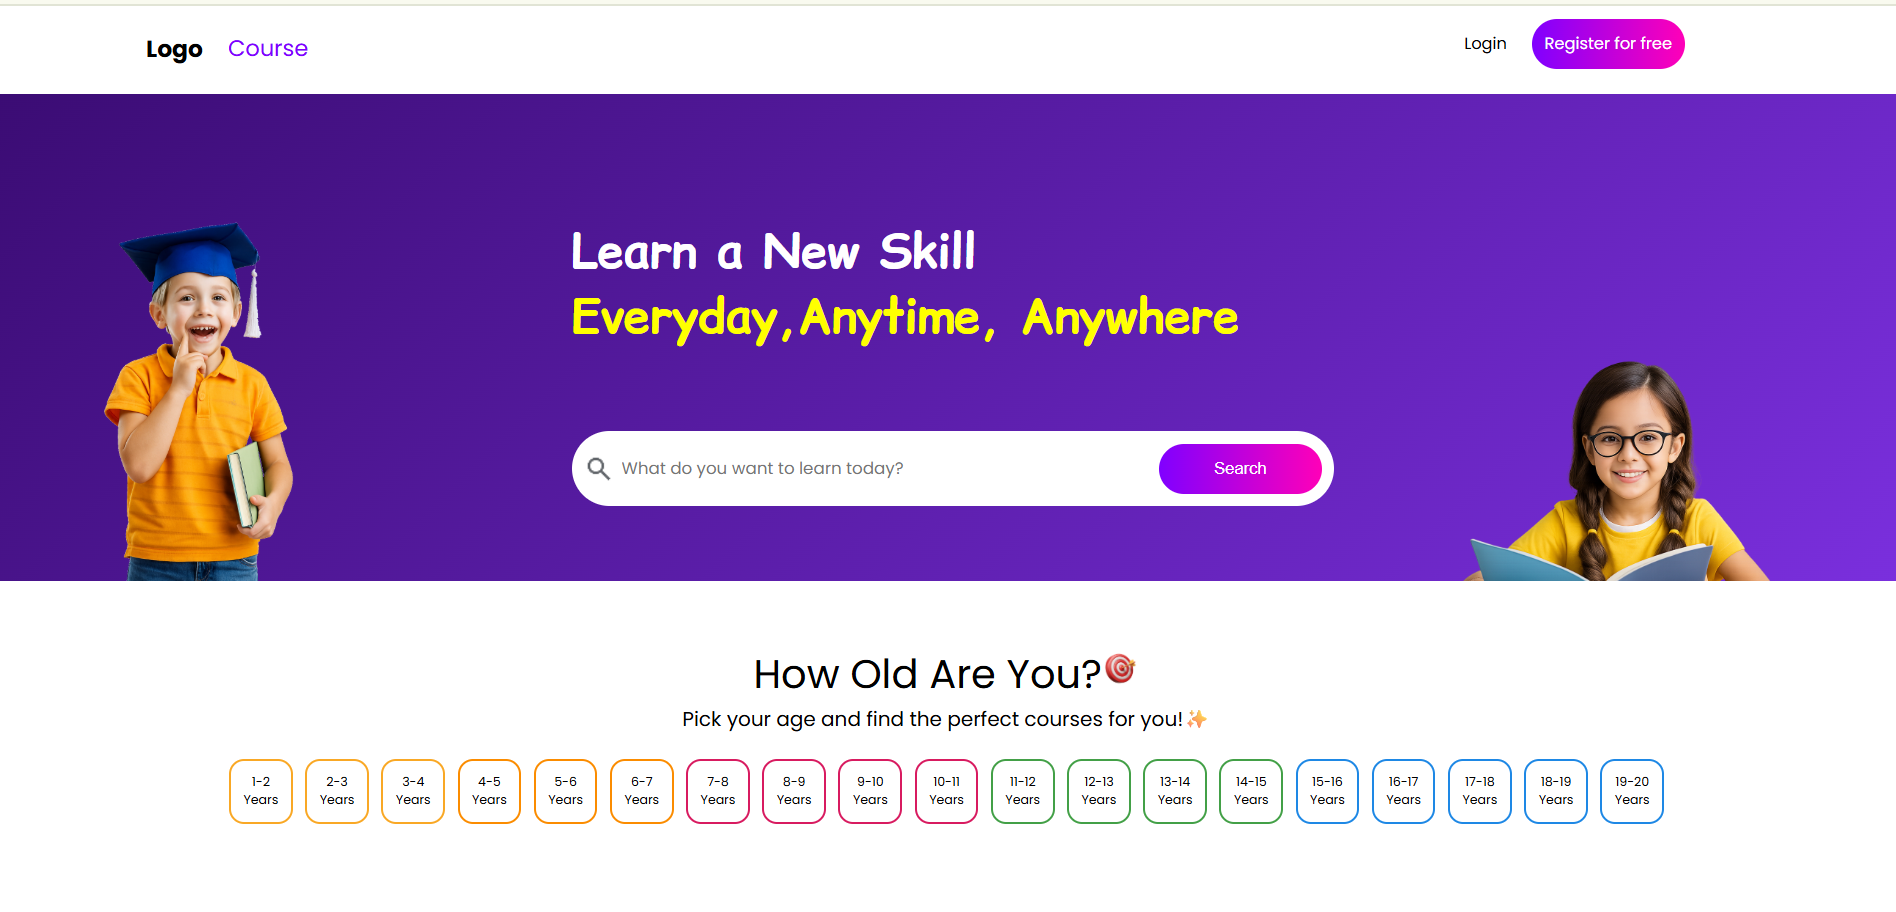 Logo Course Login Register for free
Learn a New Skill
Everyday,Anytime, Anywhere
What do you want to learn today? Search
How Old Are You?🎯
Pick your age and find the perfect courses for you!✨
1-2 Years
2-3 Years
3-4 Years
4-5 Years
5-6 Years
6-7 Years
7-8 Years
8-9 Years
9-10 Years
10-11 Years
11-12 Years
12-13 Years
13-14 Years
14-15 Years
15-16 Years
16-17 Years
17-18 Years
18-19 Years
19-20 Years